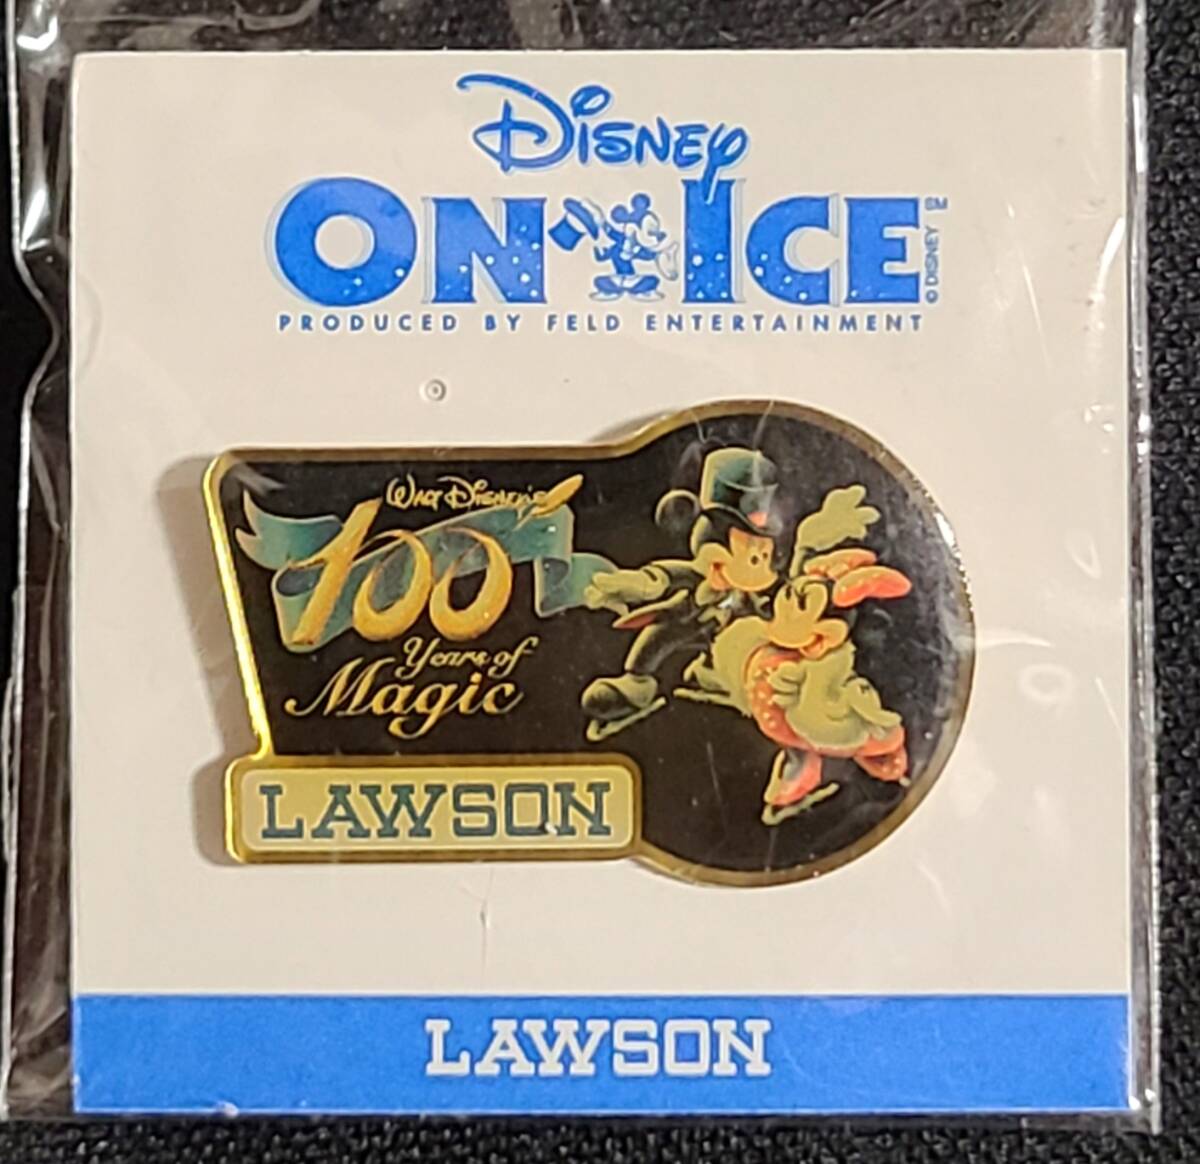 Disney
ON ICE SM
© DISNEY
PRODUCED BY FELD ENTERTAINMENT
WALT DISNEY'S
100
Years of
Magic
LAWSON
LAWSON